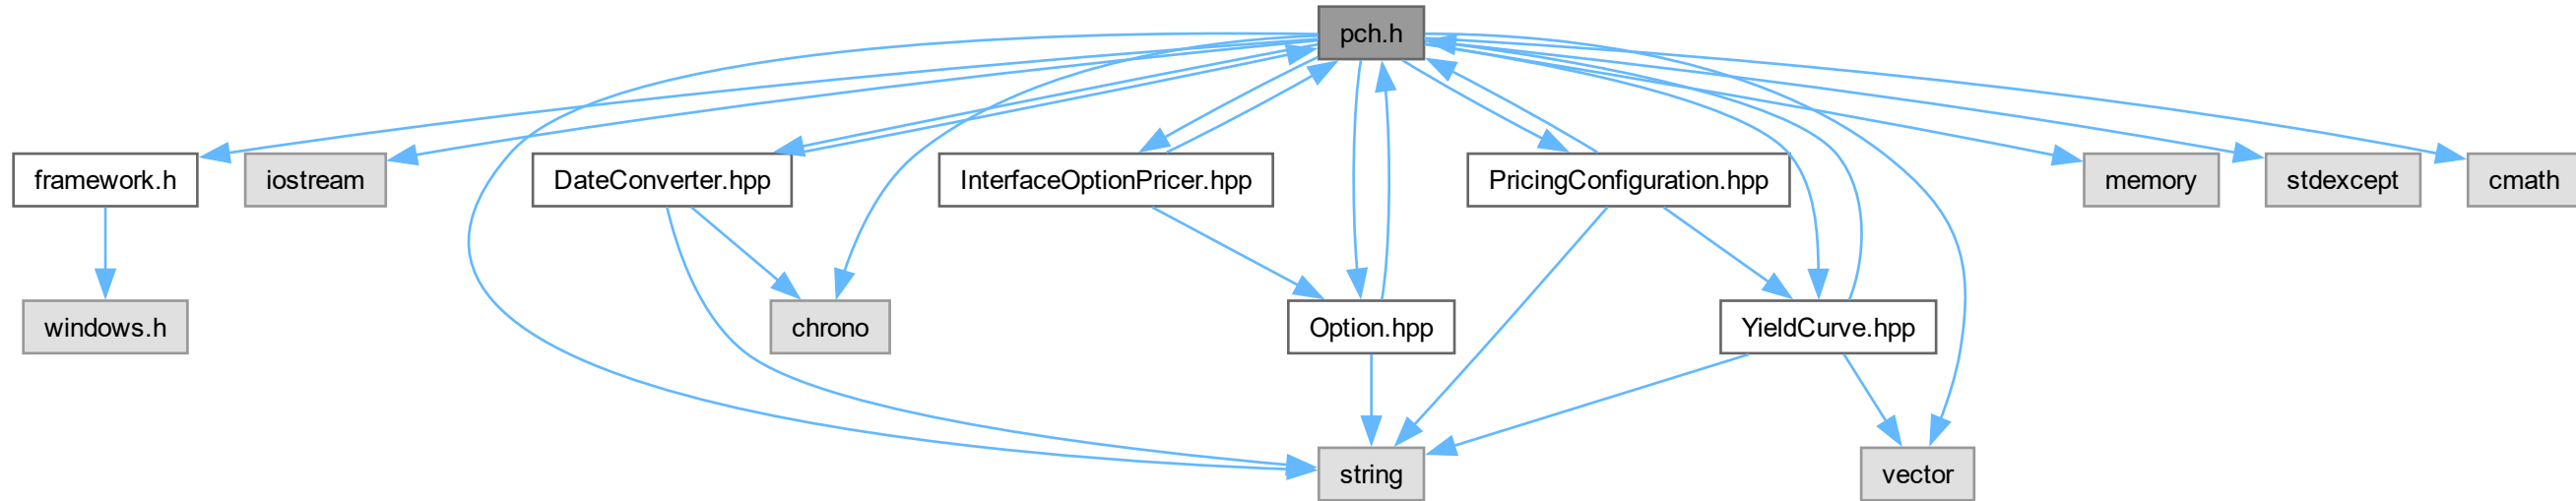 pch.h
framework.h
iostream
DateConverter.hpp
InterfaceOptionPricer.hpp
PricingConfiguration.hpp
memory
stdexcept
cmath
windows.h
chrono
Option.hpp
YieldCurve.hpp
string
vector